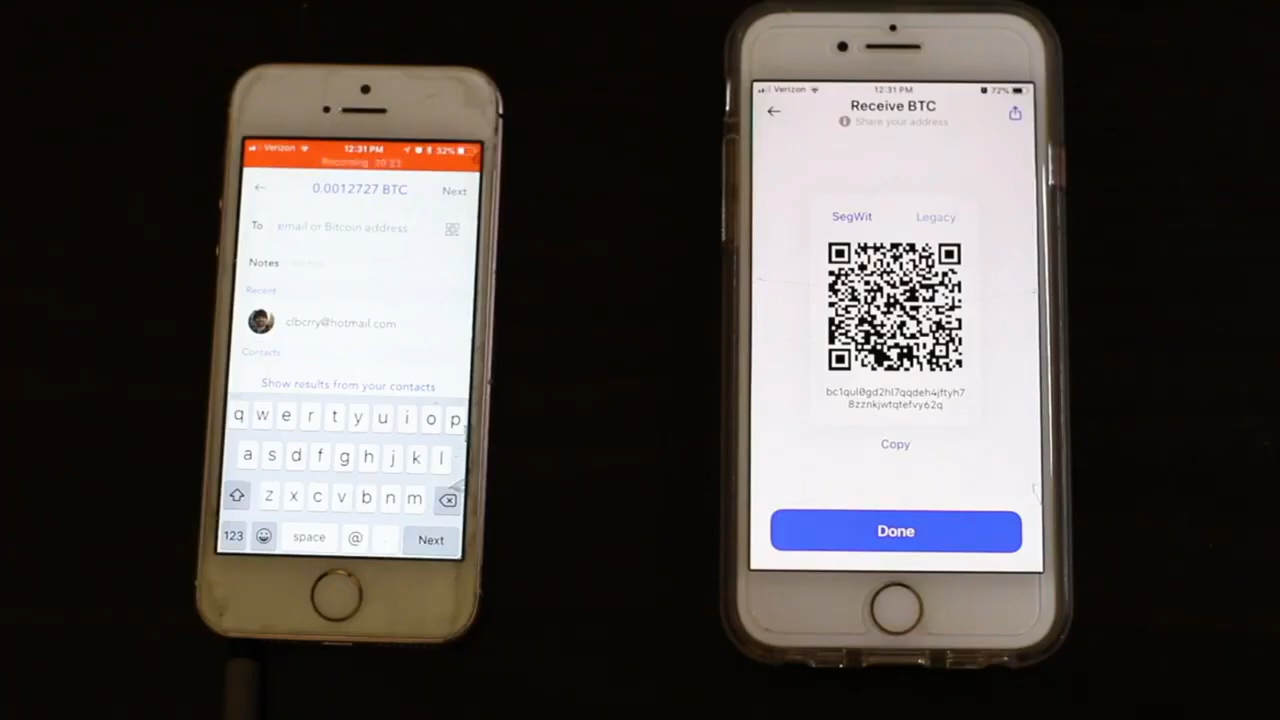 Verizon 12:31 PM 32%
Recording 20:23
0.0012727 BTC Next
To email or Bitcoin address
Notes
Recent
clbcrry@hotmail.com
Contacts
Show results from your contacts
q w e r t y u i o p
a s d f g h j k l
z x c v b n m
123 space @ . Next
Verizon 12:31 PM 72%
Receive BTC
Share your address
SegWit Legacy
bc1qul0gd2hl7qqdeh4jftyh7
8zznkjwtqtefvy62q
Copy
Done